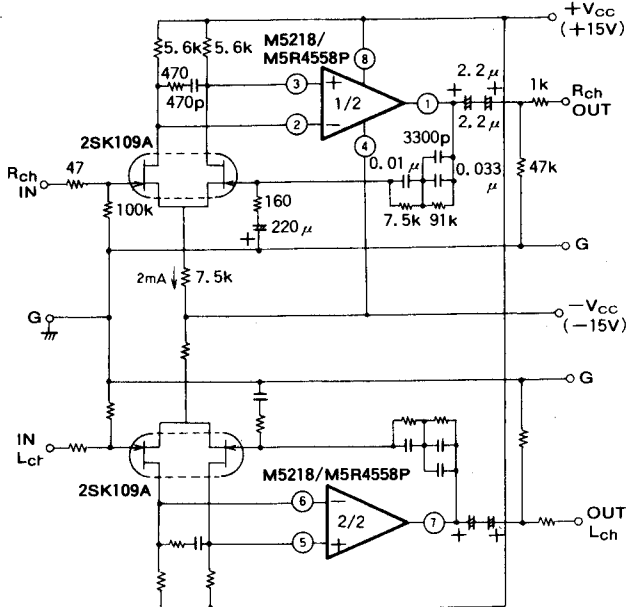 +VCC
(+15V)
5.6k
5.6k
M5218/
M5R4558P
8
470
470p
3
+
1/2
1
2
−
4
2.2μ
2.2μ
+
+
1k
Rch
OUT
3300p
0.01μ
0.033
μ
47k
2SK109A
Rch
IN
47
100k
160
220μ
+
7.5k
91k
G
2mA
7.5k
G
−VCC
(−15V)
G
IN
Lch
2SK109A
M5218/M5R4558P
6
−
2/2
7
5
+
+
+
OUT
Lch